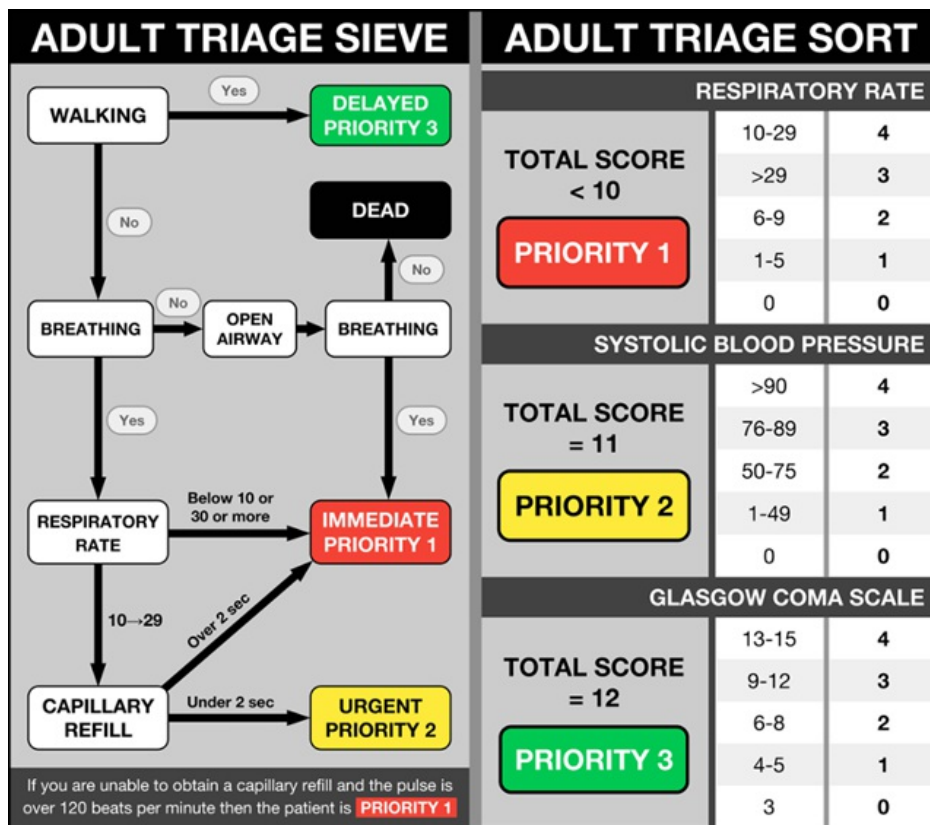 ADULT TRIAGE SIEVE
WALKING
Yes
DELAYED
PRIORITY 3
No
DEAD
No
BREATHING
No
OPEN
AIRWAY
BREATHING
Yes
Yes
RESPIRATORY
RATE
Below 10 or
30 or more
IMMEDIATE
PRIORITY 1
10→29
Over 2 sec
CAPILLARY
REFILL
Under 2 sec
URGENT
PRIORITY 2
If you are unable to obtain a capillary refill and the pulse is
over 120 beats per minute then the patient is PRIORITY 1
ADULT TRIAGE SORT
RESPIRATORY RATE
TOTAL SCORE
< 10
PRIORITY 1
10-29 4
>29 3
6-9 2
1-5 1
0 0
SYSTOLIC BLOOD PRESSURE
TOTAL SCORE
= 11
PRIORITY 2
>90 4
76-89 3
50-75 2
1-49 1
0 0
GLASGOW COMA SCALE
TOTAL SCORE
= 12
PRIORITY 3
13-15 4
9-12 3
6-8 2
4-5 1
3 0